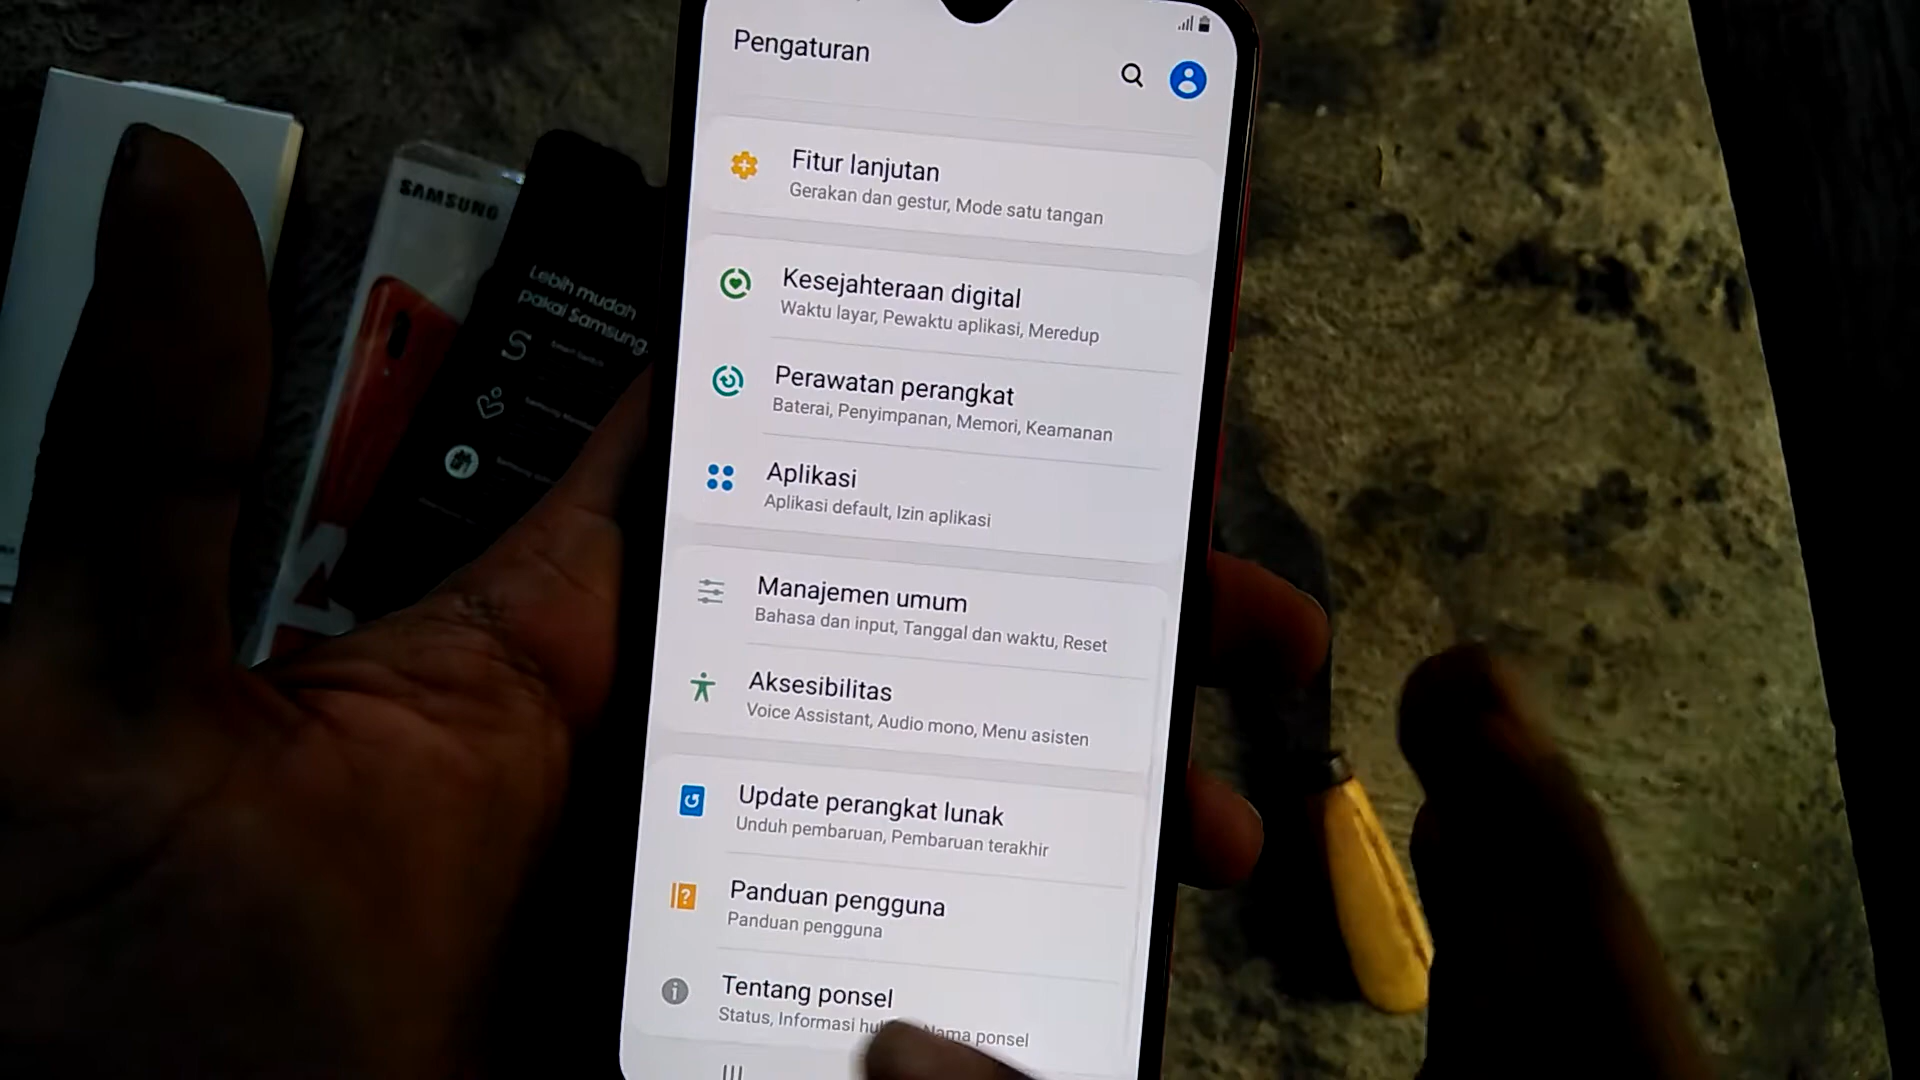 Pengaturan
Fitur lanjutan
Gerakan dan gestur, Mode satu tangan
Kesejahteraan digital
Waktu layar, Pewaktu aplikasi, Meredup
Perawatan perangkat
Baterai, Penyimpanan, Memori, Keamanan
Aplikasi
Aplikasi default, Izin aplikasi
Manajemen umum
Bahasa dan input, Tanggal dan waktu, Reset
Aksesibilitas
Voice Assistant, Audio mono, Menu asisten
Update perangkat lunak
Unduh pembaruan, Pembaruan terakhir
Panduan pengguna
Panduan pengguna
Tentang ponsel
Status, Informasi Nama ponsel
SAMSUNG
Lebih mudah
pakai Samsung.
Smart Switch